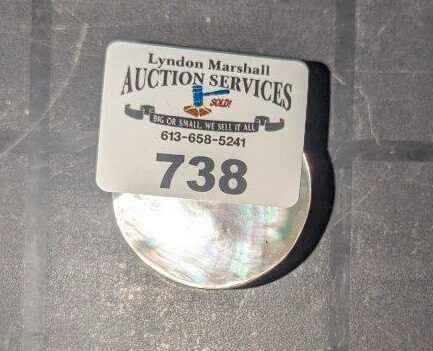 Lyndon Marshall
AUCTION SERVICES
SOLD!
BIG OR SMALL, WE SELL IT ALL
613-658-5241
738